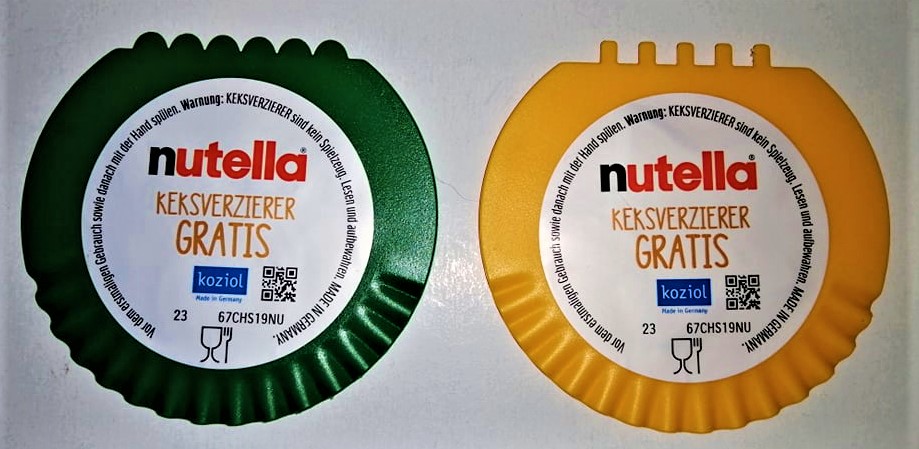 Vor dem erstmaligen Gebrauch sowie danach mit der Hand spülen. Warnung: KEKSVERZIERER sind kein Spielzeug. Lesen und aufbewahren. MADE IN GERMANY.
nutella®
KEKSVERZIERER
GRATIS
koziol
Made in Germany
23 67CHS19NU
Vor dem erstmaligen Gebrauch sowie danach mit der Hand spülen. Warnung: KEKSVERZIERER sind kein Spielzeug. Lesen und aufbewahren. MADE IN GERMANY.
nutella®
KEKSVERZIERER
GRATIS
koziol
Made in Germany
23 67CHS19NU